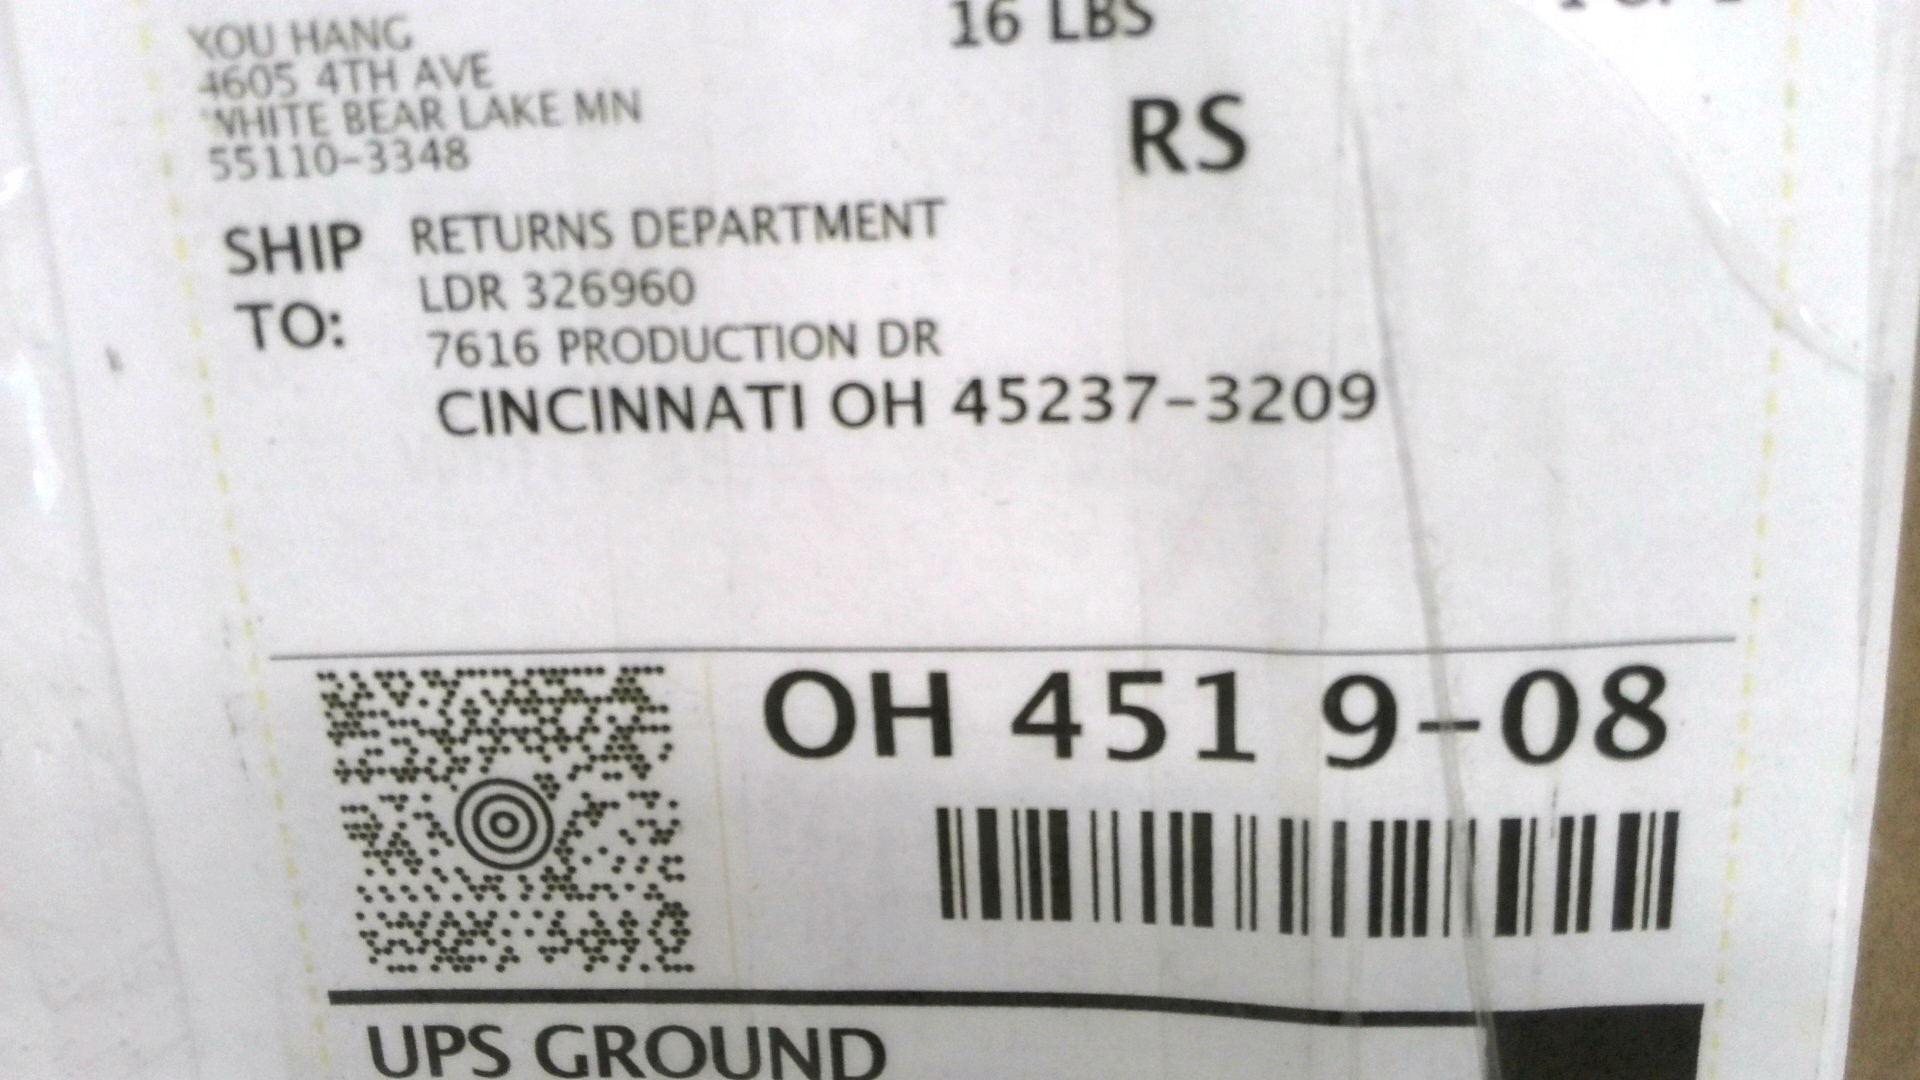 YOU HANG
4605 4TH AVE
WHITE BEAR LAKE MN
55110-3348
16 LBS
RS
SHIP TO:
RETURNS DEPARTMENT
LDR 326960
7616 PRODUCTION DR
CINCINNATI OH 45237-3209
OH 451 9-08
UPS GROUND